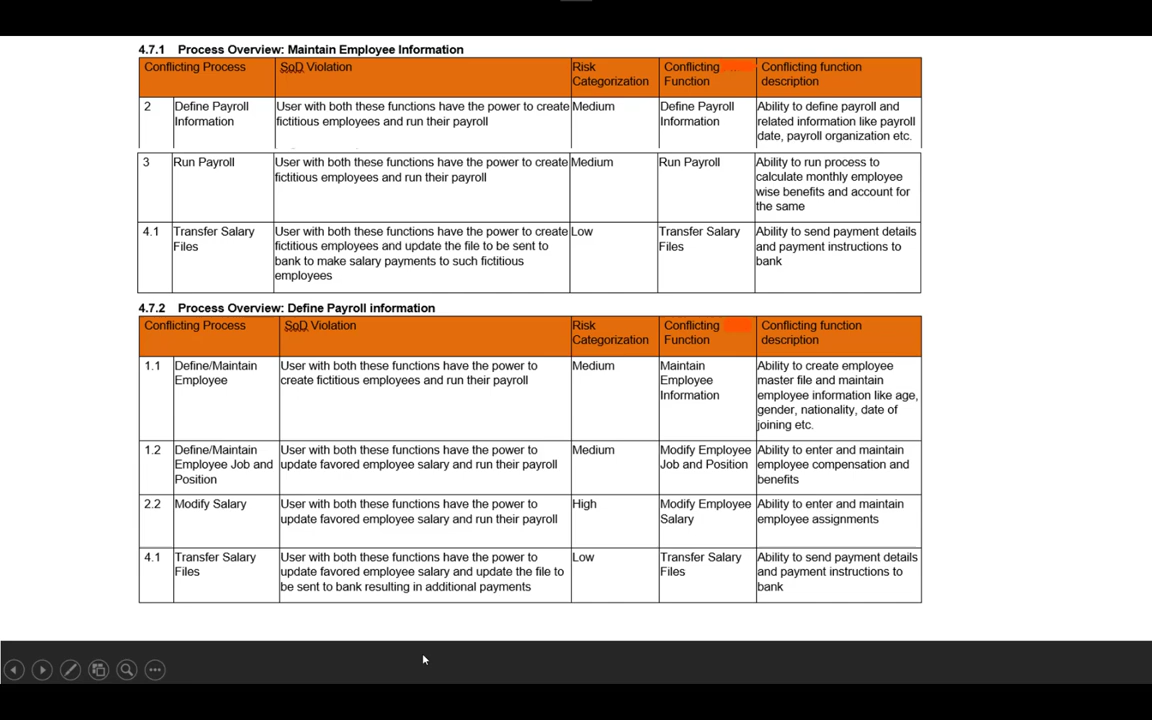 4.7.1 Process Overview: Maintain Employee Information
Conflicting Process SoD Violation Risk Categorization Conflicting Function Conflicting function description
2 Define Payroll Information User with both these functions have the power to create fictitious employees and run their payroll Medium Define Payroll Information Ability to define payroll and related information like payroll date, payroll organization etc.
3 Run Payroll User with both these functions have the power to create fictitious employees and run their payroll Medium Run Payroll Ability to run process to calculate monthly employee wise benefits and account for the same
4.1 Transfer Salary Files User with both these functions have the power to create fictitious employees and update the file to be sent to bank to make salary payments to such fictitious employees Low Transfer Salary Files Ability to send payment details and payment instructions to bank
4.7.2 Process Overview: Define Payroll information
Conflicting Process SoD Violation Risk Categorization Conflicting Function Conflicting function description
1.1 Define/Maintain Employee User with both these functions have the power to create fictitious employees and run their payroll Medium Maintain Employee Information Ability to create employee master file and maintain employee information like age, gender, nationality, date of joining etc.
1.2 Define/Maintain Employee Job and Position User with both these functions have the power to update favored employee salary and run their payroll Medium Modify Employee Job and Position Ability to enter and maintain employee compensation and benefits
2.2 Modify Salary User with both these functions have the power to update favored employee salary and run their payroll High Modify Employee Salary Ability to enter and maintain employee assignments
4.1 Transfer Salary Files User with both these functions have the power to update favored employee salary and update the file to be sent to bank resulting in additional payments Low Transfer Salary Files Ability to send payment details and payment instructions to bank